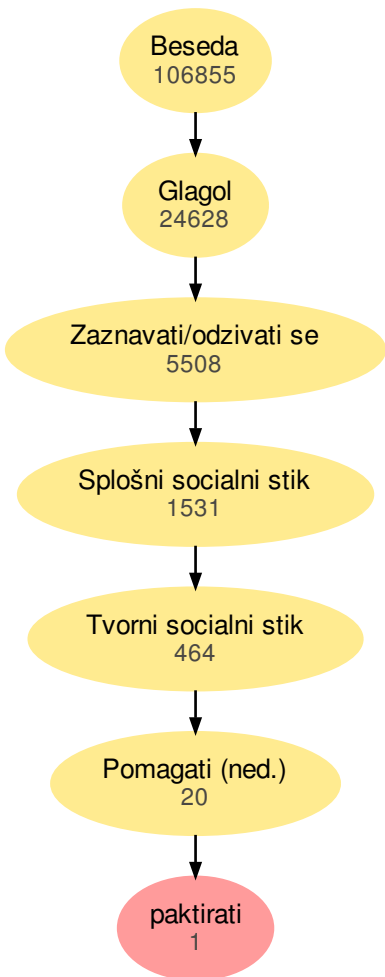 Beseda
106855
Glagol
24628
Zaznavati/odzivati se
5508
Splošni socialni stik
1531
Tvorni socialni stik
464
Pomagati (ned.)
20
paktirati
1